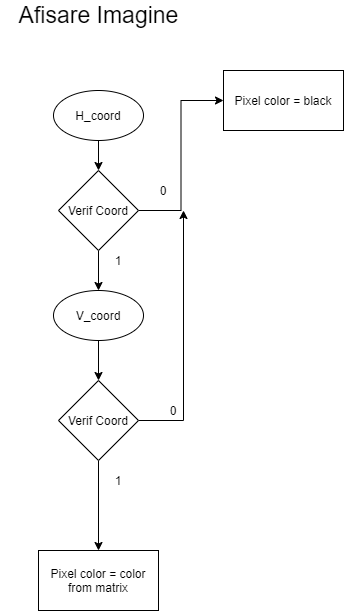 Afisare Imagine
Pixel color = black
H_coord
0
Verif Coord
1
V_coord
0
Verif Coord
1
Pixel color = color
from matrix